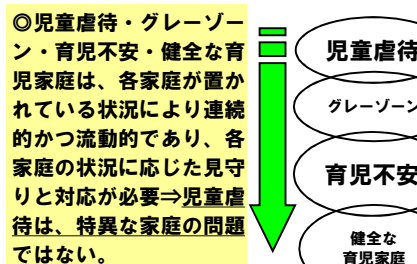 ◎児童虐待・グレーゾー
ン・育児不安・健全な育
児家庭は、各家庭が置か
れている状況により連続
的かつ流動的であり、各
家庭の状況に応じた見守
りと対応が必要⇒児童虐
待は、特異な家庭の問題
ではない。
児童虐待
グレーゾーン
育児不安
健全な
育児家庭